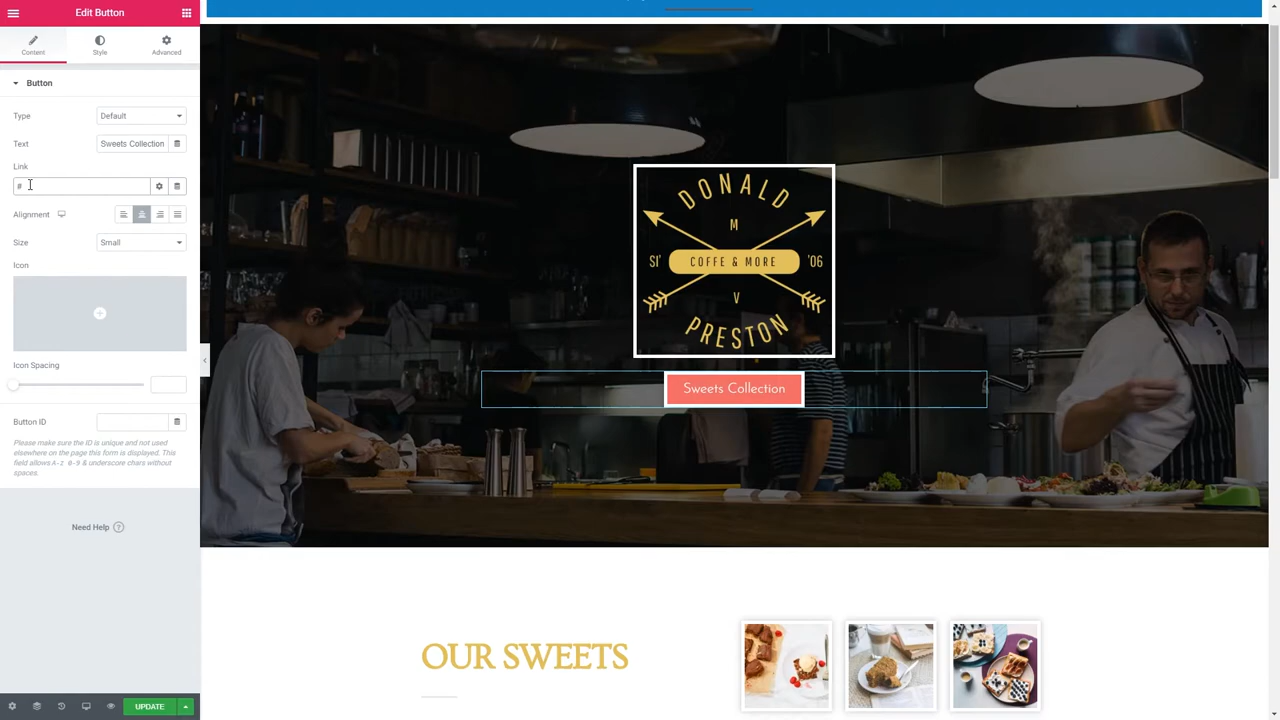 Edit Button
Content
Style
Advanced
Button
Type
Default
Text
Sweets Collection
Link
#
Alignment
Size
Small
Icon
Icon Spacing
Button ID
Please make sure the ID is unique and not used
elsewhere on the page this form is displayed. This
field allows A-z 0-9 & underscore chars without
spaces.
Need Help ?
UPDATE
DONALD
M
SI' COFFE & MORE '06
V
PRESTON
Sweets Collection
OUR SWEETS